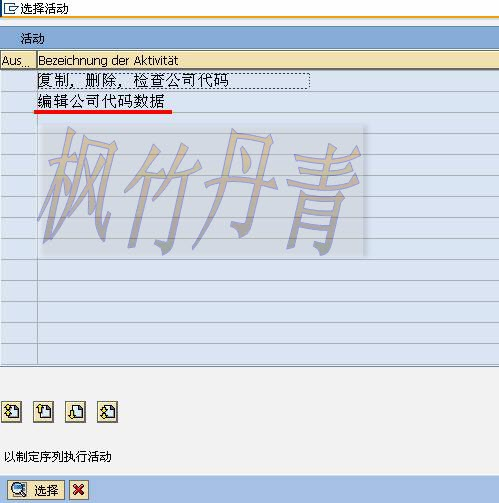 选择活动
活动
Aus... Bezeichnung der Aktivität
复制, 删除, 检查公司代码
编辑公司代码数据
枫竹丹青
以制定序列执行活动
选择